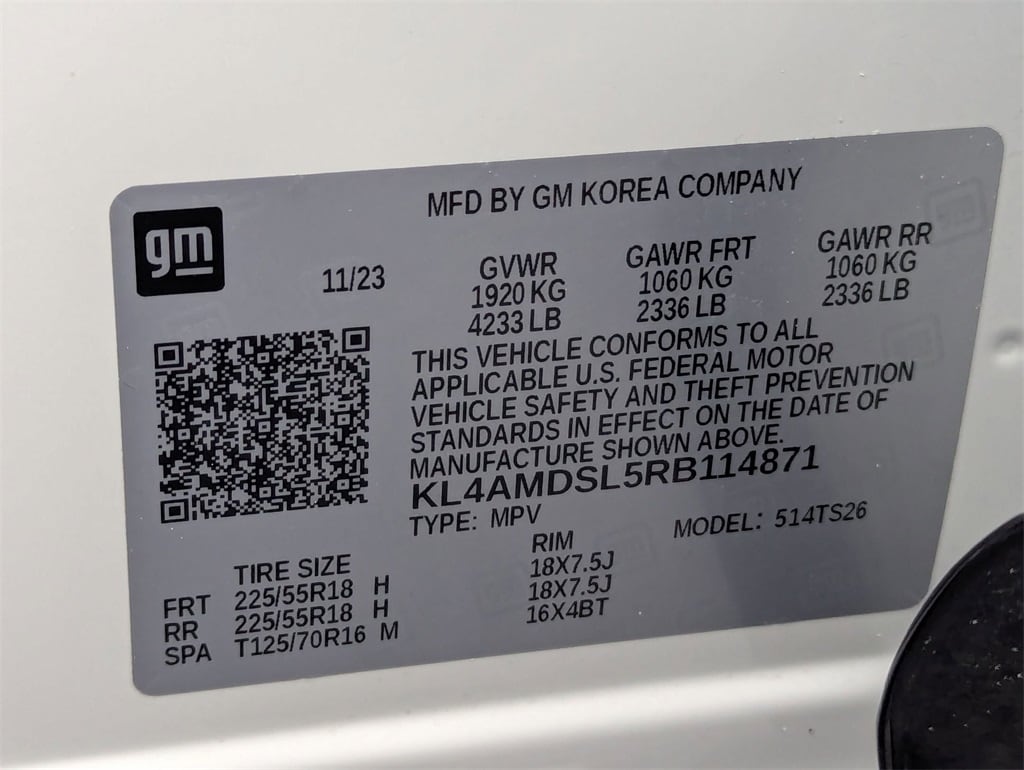 MFD BY GM KOREA COMPANY
gm
11/23
GVWR GAWR FRT GAWR RR
1920 KG 1060 KG 1060 KG
4233 LB 2336 LB 2336 LB
THIS VEHICLE CONFORMS TO ALL
APPLICABLE U.S. FEDERAL MOTOR
VEHICLE SAFETY AND THEFT PREVENTION
STANDARDS IN EFFECT ON THE DATE OF
MANUFACTURE SHOWN ABOVE.
KL4AMDSL5RB114871
TYPE: MPV MODEL: 514TS26
TIRE SIZE RIM
FRT 225/55R18 H 18X7.5J
RR 225/55R18 H 18X7.5J
SPA T125/70R16 M 16X4BT